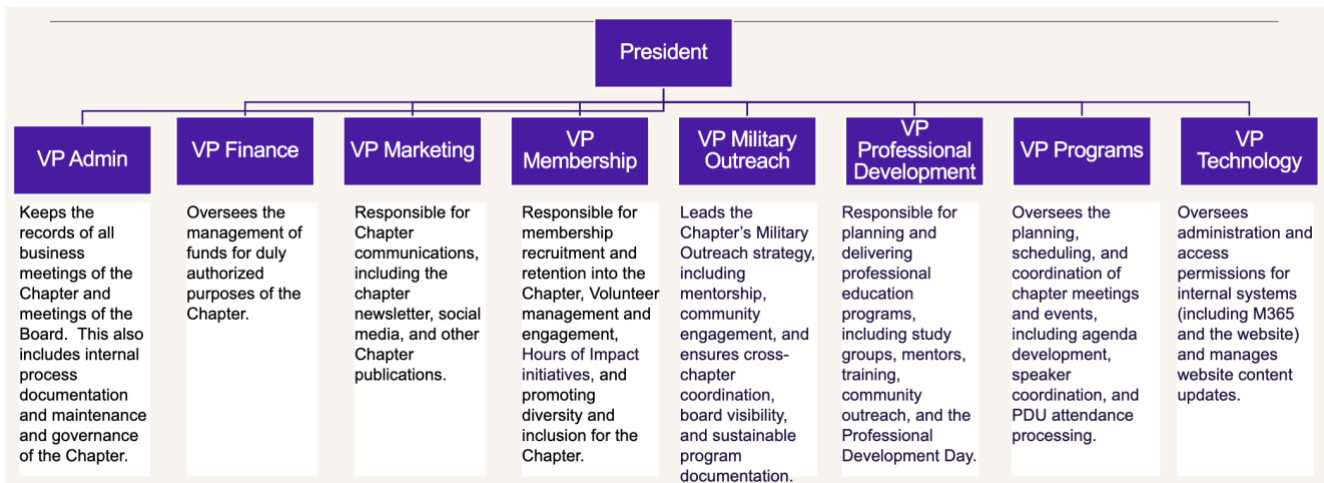 President
VP Admin
Keeps the
records of all
business
meetings of the
Chapter and
meetings of the
Board.  This also
includes internal
process
documentation
and maintenance
and governance
of the Chapter.
VP Finance
Oversees the
management of
funds for duly
authorized
purposes of the
Chapter.
VP Marketing
Responsible for
Chapter
communications,
including the
chapter
newsletter, social
media, and other
Chapter
publications.
VP
Membership
Responsible for
membership
recruitment and
retention into the
Chapter, Volunteer
management and
engagement,
Hours of Impact
initiatives, and
promoting
diversity and
inclusion for the
Chapter.
VP Military
Outreach
Leads the
Chapter’s Military
Outreach strategy,
including
mentorship,
community
engagement, and
ensures cross-
chapter
coordination,
board visibility,
and sustainable
program
documentation.
VP
Professional
Development
Responsible for
planning and
delivering
professional
education
programs,
including study
groups, mentors,
training,
community
outreach, and the
Professional
Development Day.
VP Programs
Oversees the
planning,
scheduling, and
coordination of
chapter meetings
and events,
including agenda
development,
speaker
coordination, and
PDU attendance
processing.
VP
Technology
Oversees
administration and
access
permissions for
internal systems
(including M365
and the website)
and manages
website content
updates.